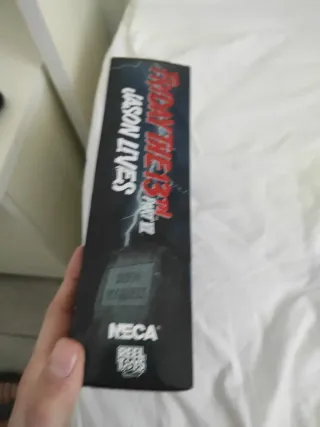 FRIDAY THE 13TH
PART VI
JASON LIVES
NECA
REEL TOYS